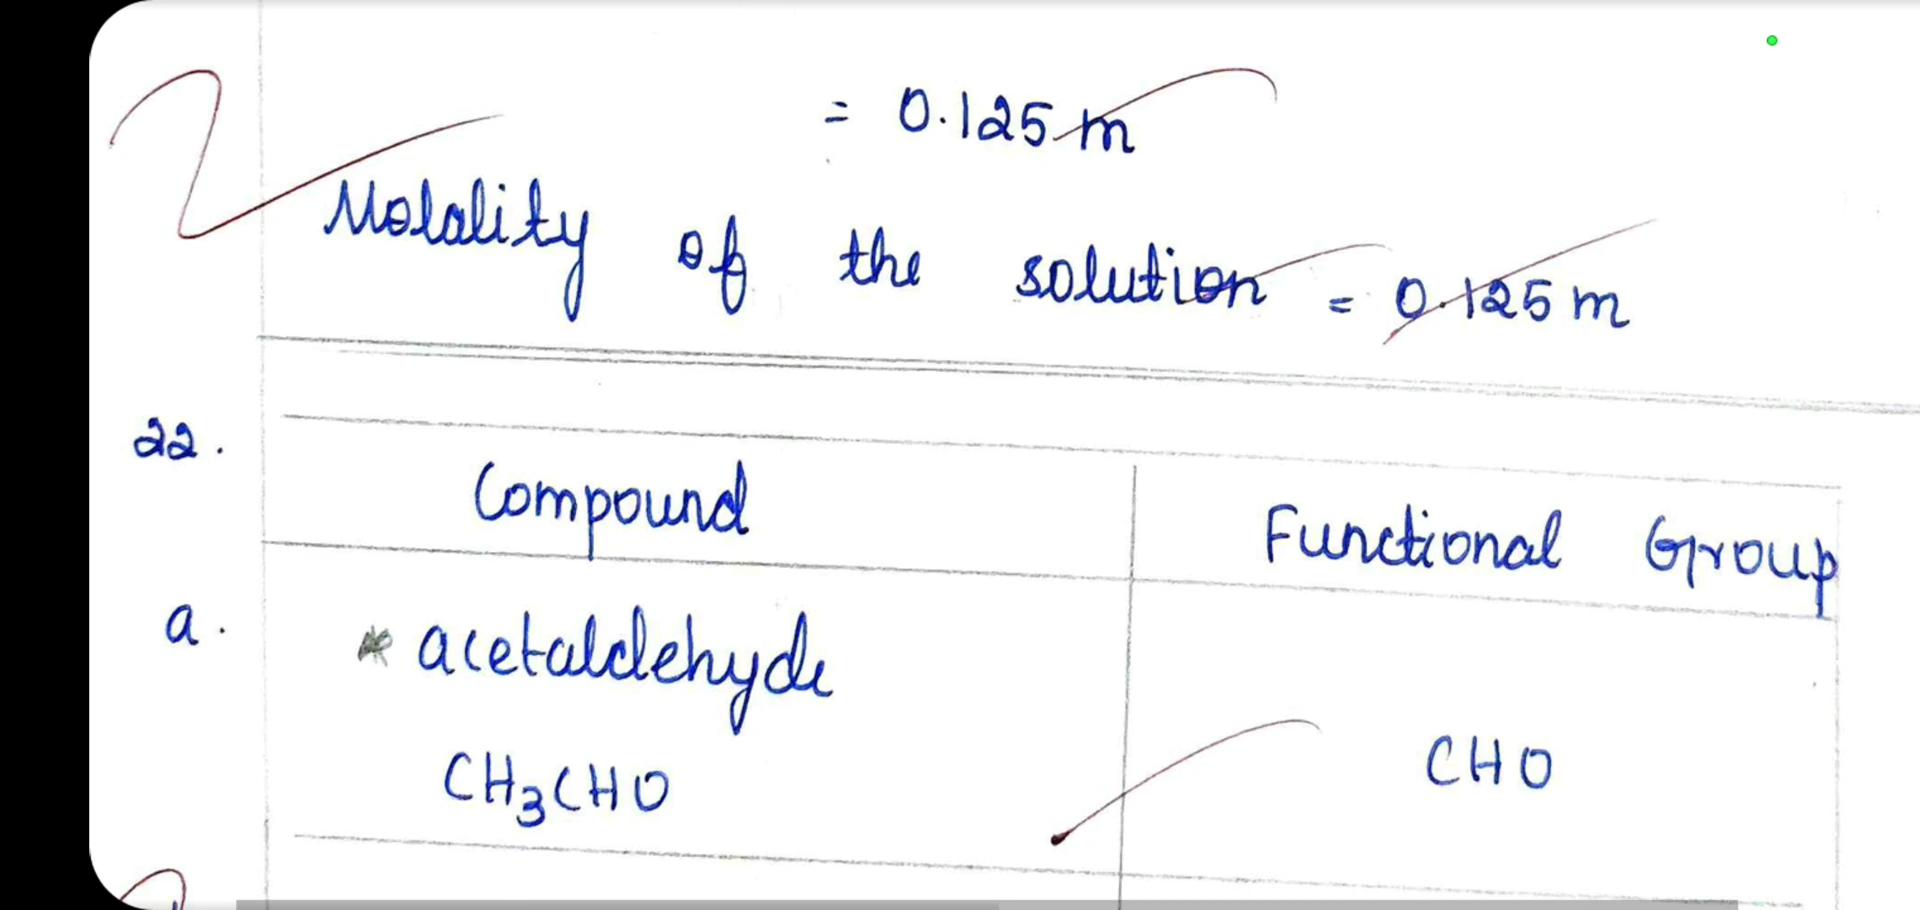 = 0.125 m
Molality of the solution = 0.125 m
22.
Compound Functional Group
a. * acetaldehyde
CH3CHO CHO